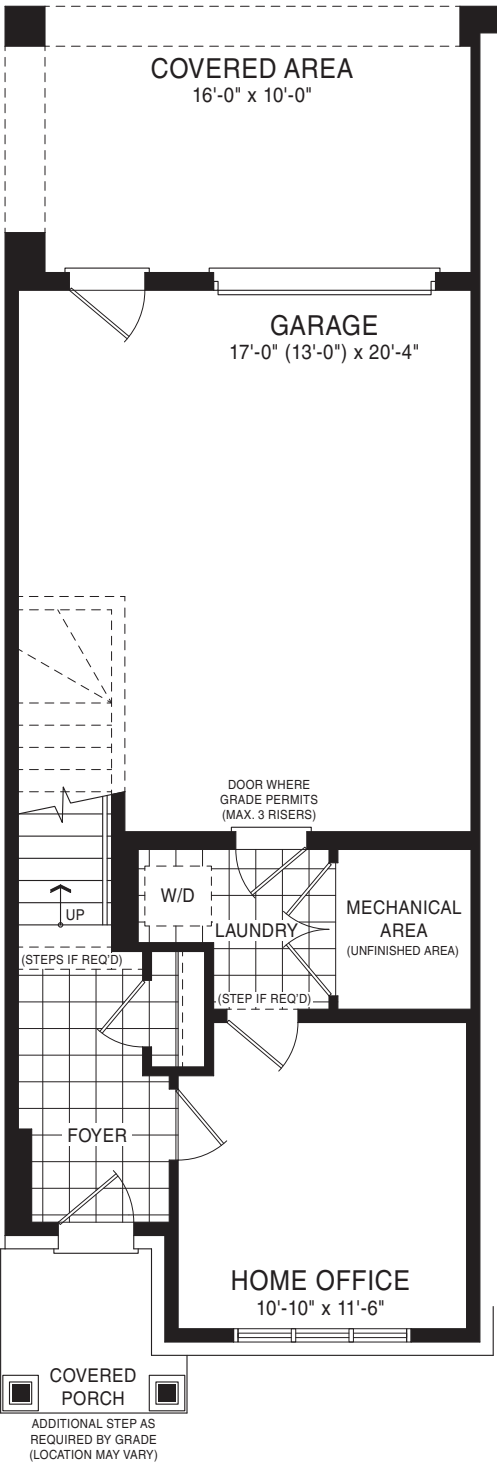 COVERED AREA
16'-0" x 10'-0"
GARAGE
17'-0" (13'-0") x 20'-4"
DOOR WHERE
GRADE PERMITS
(MAX. 3 RISERS)
W/D
UP
LAUNDRY
MECHANICAL
AREA
(UNFINISHED AREA)
(STEPS IF REQ'D)
(STEP IF REQ'D)
FOYER
HOME OFFICE
10'-10" x 11'-6"
COVERED
PORCH
ADDITIONAL STEP AS
REQUIRED BY GRADE
(LOCATION MAY VARY)